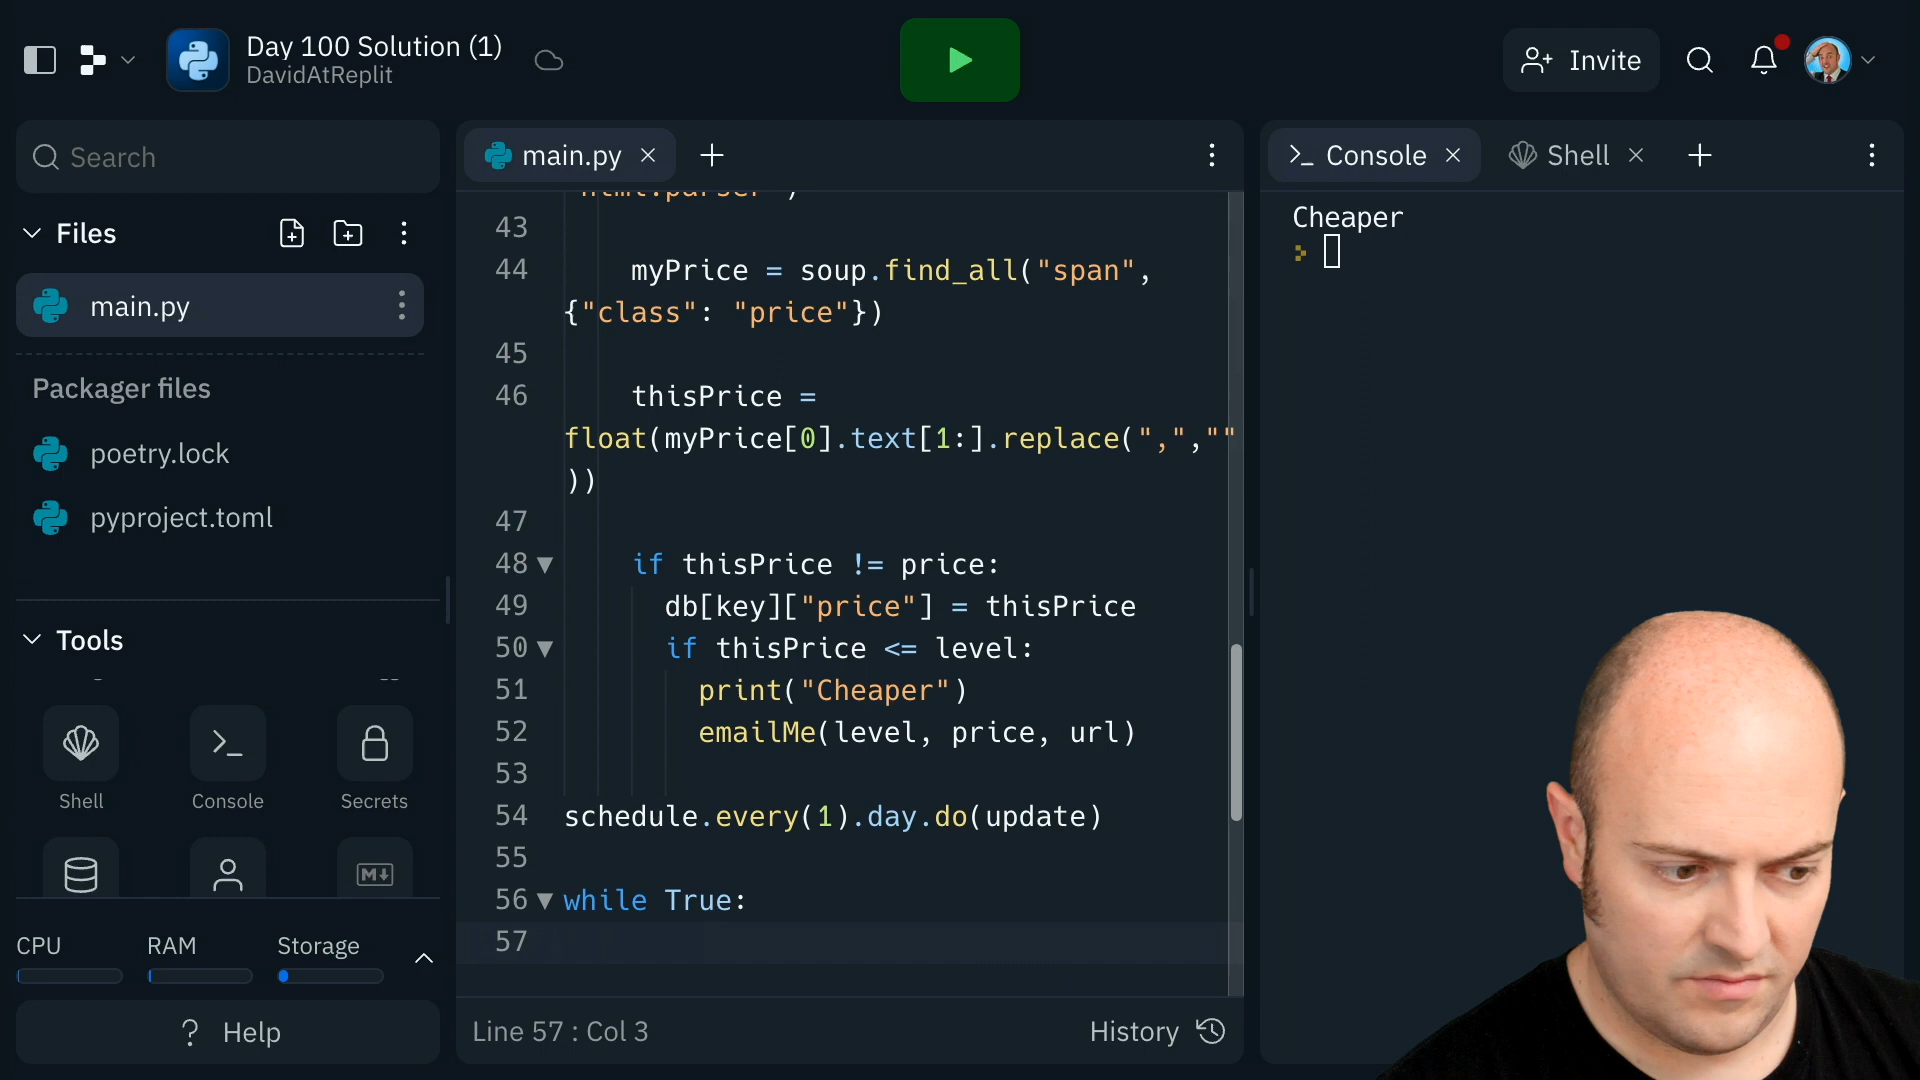 Day 100 Solution (1)
DavidAtReplit
Invite
Search
Files
main.py
Packager files
poetry.lock
pyproject.toml
Tools
Shell
Console
Secrets
CPU
RAM
Storage
? Help
main.py
43
44 myPrice = soup.find_all("span",
{"class": "price"})
45
46 thisPrice =
float(myPrice[0].text[1:].replace(",",""
))
47
48 if thisPrice != price:
49 db[key]["price"] = thisPrice
50 if thisPrice <= level:
51 print("Cheaper")
52 emailMe(level, price, url)
53
54 schedule.every(1).day.do(update)
55
56 while True:
57
Line 57 : Col 3
History
Console
Shell
Cheaper